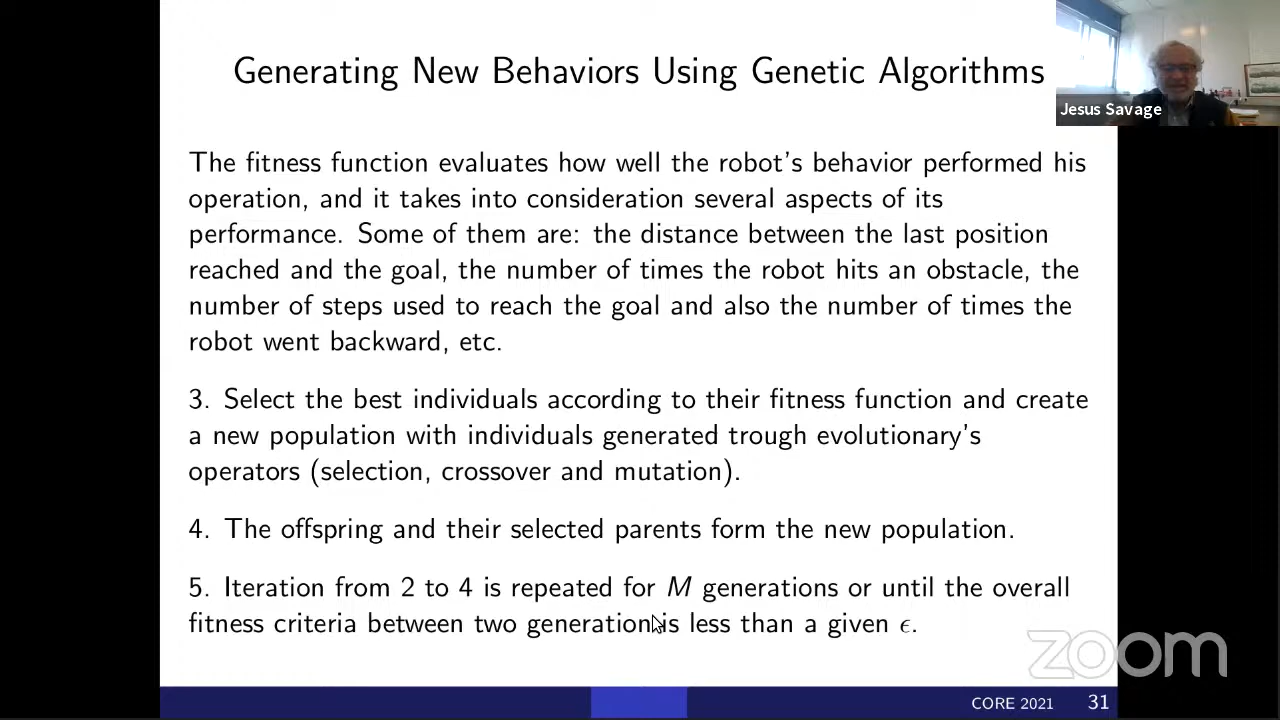 Generating New Behaviors Using Genetic Algorithms
Jesus Savage
The fitness function evaluates how well the robot's behavior performed his
operation, and it takes into consideration several aspects of its
performance. Some of them are: the distance between the last position
reached and the goal, the number of times the robot hits an obstacle, the
number of steps used to reach the goal and also the number of times the
robot went backward, etc.
3. Select the best individuals according to their fitness function and create
a new population with individuals generated trough evolutionary's
operators (selection, crossover and mutation).
4. The offspring and their selected parents form the new population.
5. Iteration from 2 to 4 is repeated for M generations or until the overall
fitness criteria between two generation is less than a given ϵ.
zoom
CORE 2021 31